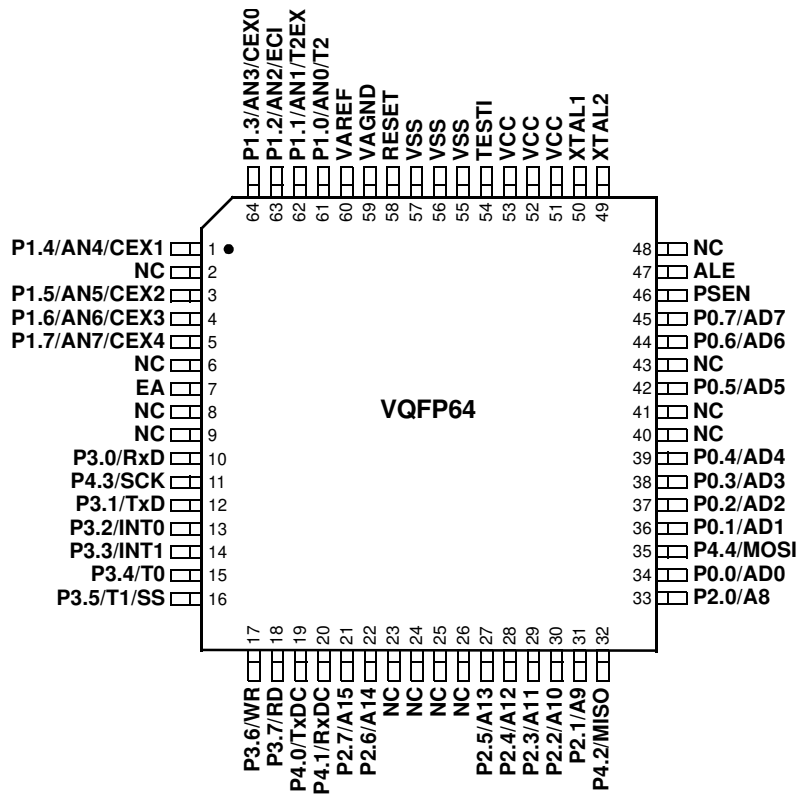 P1.3/AN3/CEX0
P1.2/AN2/ECI
P1.1/AN1/T2EX
P1.0/AN0/T2
VAREF
VAGND
RESET
VSS
VSS
VSS
TESTI
VCC
VCC
VCC
XTAL1
XTAL2
64
63
62
61
60
59
58
57
56
55
54
53
52
51
50
49
P1.4/AN4/CEX1 1
NC 2
P1.5/AN5/CEX2 3
P1.6/AN6/CEX3 4
P1.7/AN7/CEX4 5
NC 6
EA 7
NC 8
NC 9
P3.0/RxD 10
P4.3/SCK 11
P3.1/TxD 12
P3.2/INT0 13
P3.3/INT1 14
P3.4/T0 15
P3.5/T1/SS 16
VQFP64
48 NC
47 ALE
46 PSEN
45 P0.7/AD7
44 P0.6/AD6
43 NC
42 P0.5/AD5
41 NC
40 NC
39 P0.4/AD4
38 P0.3/AD3
37 P0.2/AD2
36 P0.1/AD1
35 P4.4/MOSI
34 P0.0/AD0
33 P2.0/A8
17
18
19
20
21
22
23
24
25
26
27
28
29
30
31
32
P3.6/WR
P3.7/RD
P4.0/TxDC
P4.1/RxDC
P2.7/A15
P2.6/A14
NC
NC
NC
NC
P2.5/A13
P2.4/A12
P2.3/A11
P2.2/A10
P2.1/A9
P4.2/MISO